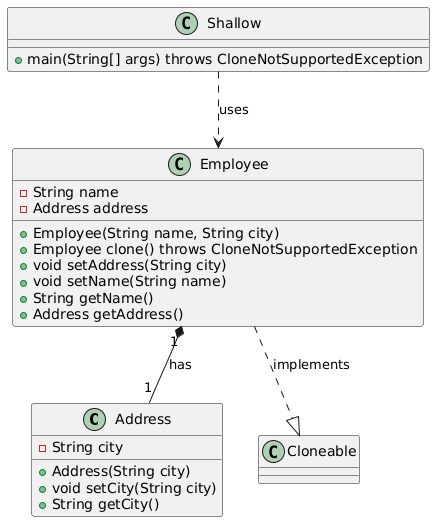 C Shallow
main(String[] args) throws CloneNotSupportedException
uses
C Employee
String name
Address address
Employee(String name, String city)
Employee clone() throws CloneNotSupportedException
void setAddress(String city)
void setName(String name)
String getName()
Address getAddress()
1
has
implements
1
C Address
String city
Address(String city)
void setCity(String city)
String getCity()
C Cloneable